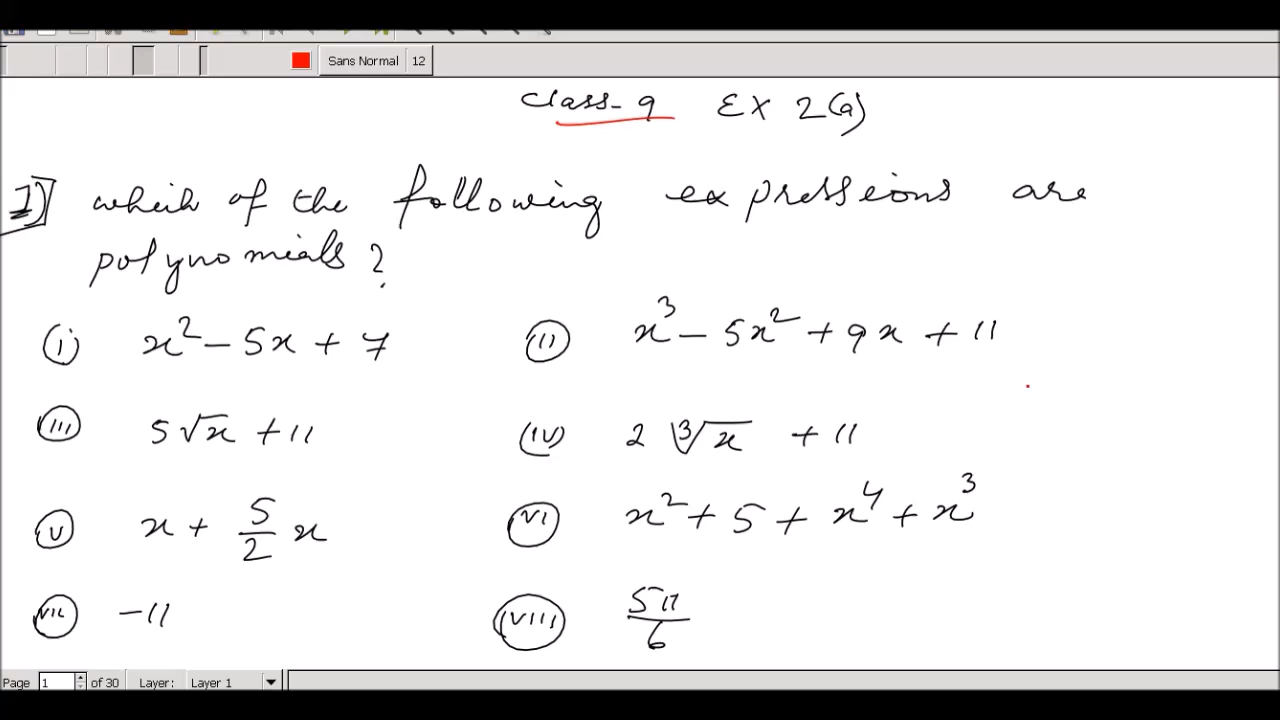 Sans Normal 12
Class-9 EX 2(a)
1) which of the following expressions are
polynomials?
(i) x² - 5x + 7 (ii) x³ - 5x² + 9x + 11
(iii) 5√x + 11 (iv) 2 ∛x + 11
(v) x + 5/2 x (vi) x² + 5 + x⁴ + x³
(vii) -11 (viii) 5π/6
Page 1 of 30 Layer: Layer 1